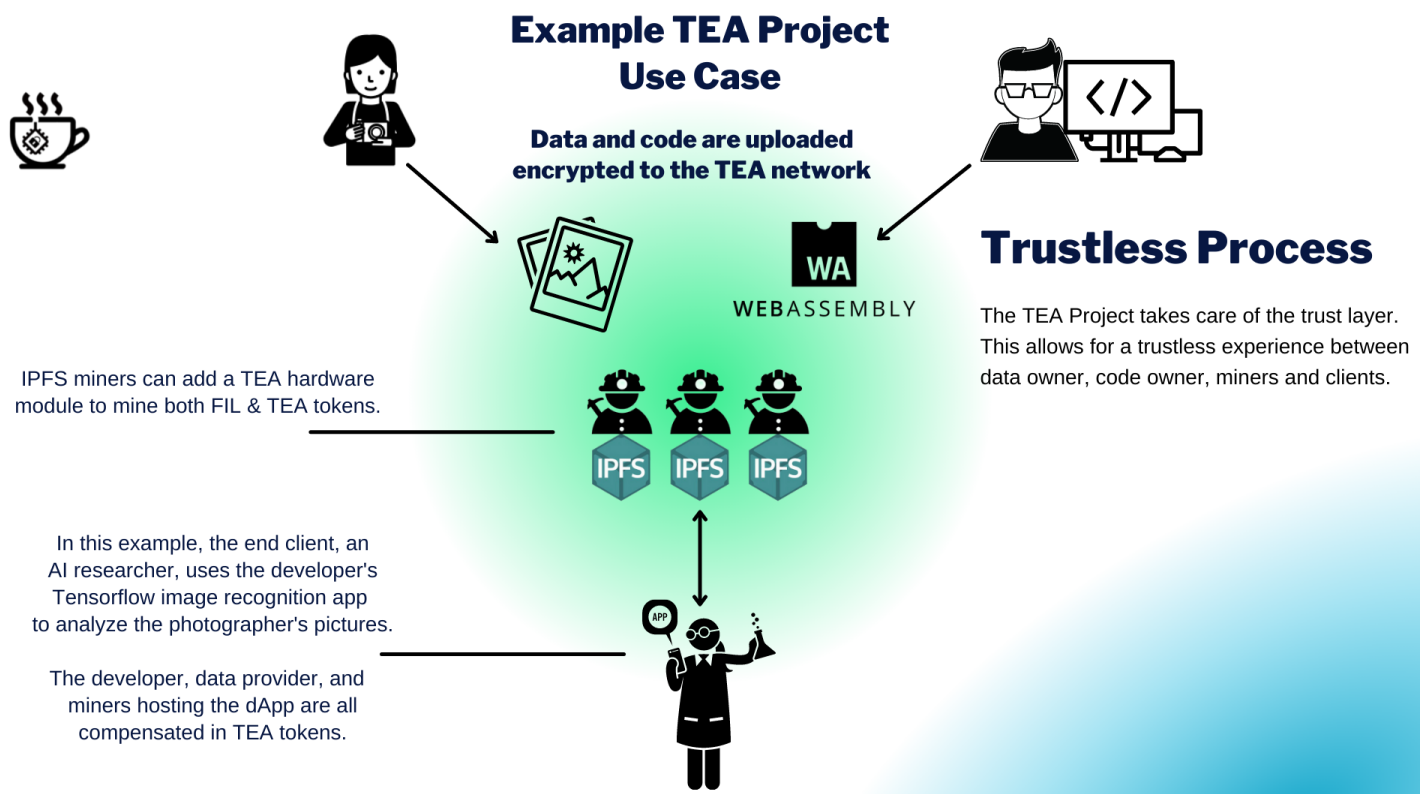 Example TEA Project
Use Case
Data and code are uploaded
encrypted to the TEA network
</>
WA
WEBASSEMBLY
Trustless Process
The TEA Project takes care of the trust layer.
This allows for a trustless experience between
data owner, code owner, miners and clients.
IPFS miners can add a TEA hardware
module to mine both FIL & TEA tokens.
IPFS IPFS IPFS
In this example, the end client, an
AI researcher, uses the developer's
Tensorflow image recognition app
to analyze the photographer's pictures.
APP
The developer, data provider, and
miners hosting the dApp are all
compensated in TEA tokens.